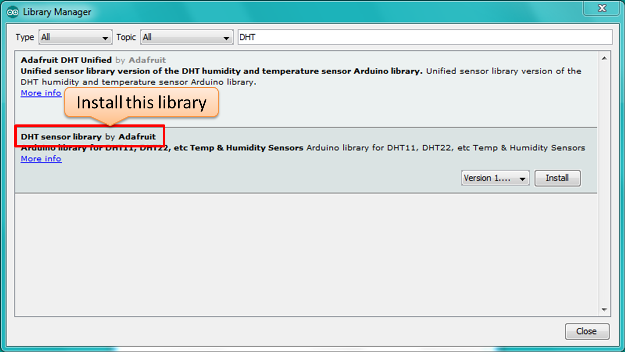 Library Manager
Type All Topic All DHT
Adafruit DHT Unified by Adafruit
Unified sensor library version of the DHT humidity and temperature sensor Arduino library. Unified sensor library version of the
DHT humidity and temperature sensor Arduino library.
More info
Install this library
DHT sensor library by Adafruit
Arduino library for DHT11, DHT22, etc Temp & Humidity Sensors Arduino library for DHT11, DHT22, etc Temp & Humidity Sensors
More info
Version 1.... Install
Close